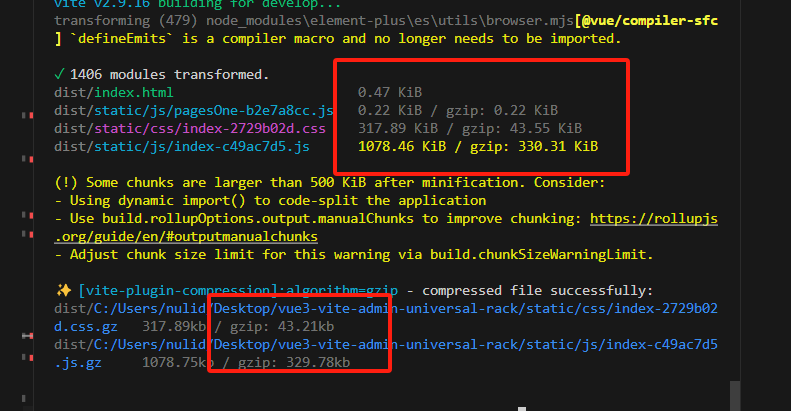 vite v2.9.16 building for develop...
transforming (479) node_modules\element-plus\es\utils\browser.mjs[@vue/compiler-sfc
] `defineEmits` is a compiler macro and no longer needs to be imported.
✓ 1406 modules transformed.
dist/index.html 0.47 KiB
dist/static/js/pagesOne-b2e7a8cc.js 0.22 KiB / gzip: 0.22 KiB
dist/static/css/index-2729b02d.css 317.89 KiB / gzip: 43.55 KiB
dist/static/js/index-c49ac7d5.js 1078.46 KiB / gzip: 330.31 KiB
(!) Some chunks are larger than 500 KiB after minification. Consider:
- Using dynamic import() to code-split the application
- Use build.rollupOptions.output.manualChunks to improve chunking: https://rollupjs
.org/guide/en/#outputmanualchunks
- Adjust chunk size limit for this warning via build.chunkSizeWarningLimit.
✨ [vite-plugin-compression]:algorithm=gzip - compressed file successfully:
dist/C:/Users/nulid/Desktop/vue3-vite-admin-universal-rack/static/css/index-2729b02
d.css.gz 317.89kb / gzip: 43.21kb
dist/C:/Users/nulid/Desktop/vue3-vite-admin-universal-rack/static/js/index-c49ac7d5
.js.gz 1078.75kb / gzip: 329.78kb